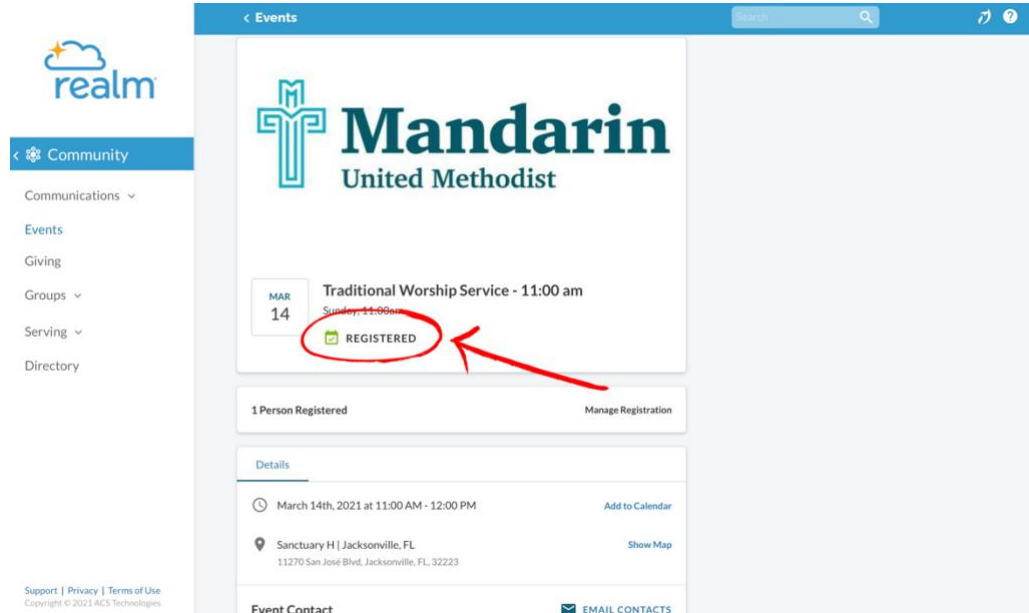 < Events
Search
realm
Community
Communications
Events
Giving
Groups
Serving
Directory
Mandarin
United Methodist
MAR
14
Traditional Worship Service - 11:00 am
Sunday, 11:00am
REGISTERED
1 Person Registered
Manage Registration
Details
March 14th, 2021 at 11:00 AM - 12:00 PM
Add to Calendar
Sanctuary H | Jacksonville, FL
Show Map
11270 San José Blvd, Jacksonville, FL, 32223
Event Contact
EMAIL CONTACTS
Support | Privacy | Terms of Use
Copyright © 2021 ACS Technologies